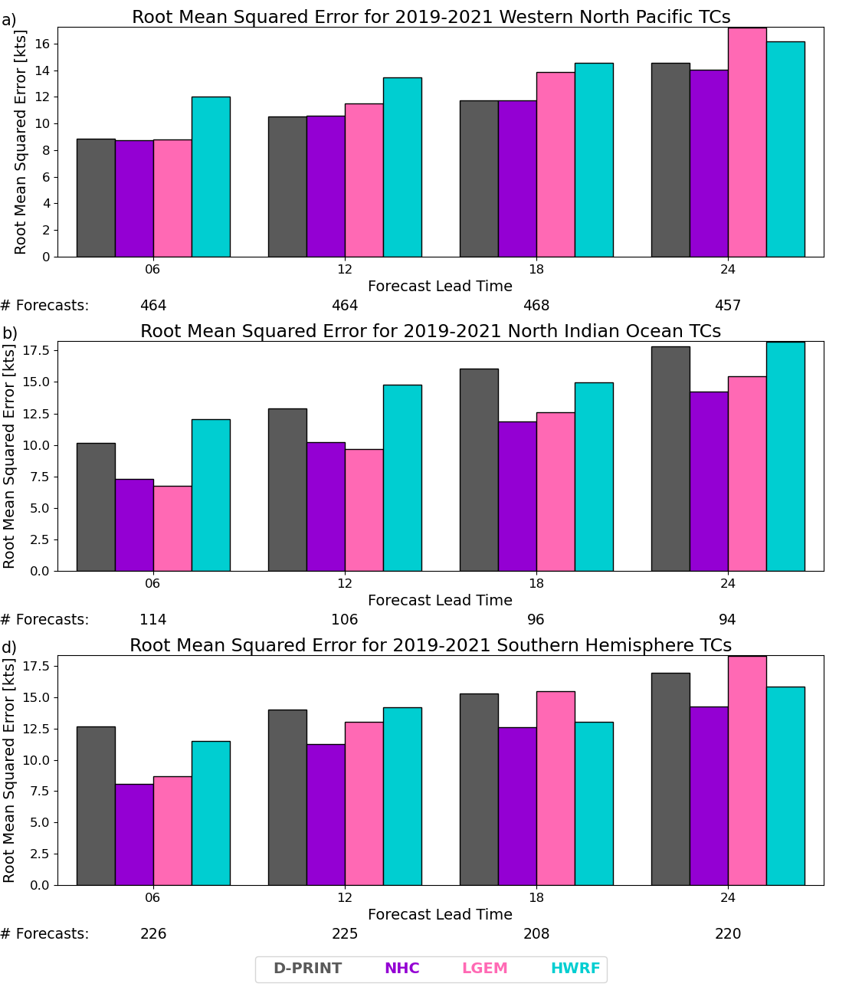 a)
Root Mean Squared Error for 2019-2021 Western North Pacific TCs
Root Mean Squared Error [kts]
16
14
12
10
8
6
4
2
0
06 12 18 24
Forecast Lead Time
# Forecasts: 464 464 468 457
b)
Root Mean Squared Error for 2019-2021 North Indian Ocean TCs
Root Mean Squared Error [kts]
17.5
15.0
12.5
10.0
7.5
5.0
2.5
0.0
06 12 18 24
Forecast Lead Time
# Forecasts: 114 106 96 94
d)
Root Mean Squared Error for 2019-2021 Southern Hemisphere TCs
Root Mean Squared Error [kts]
17.5
15.0
12.5
10.0
7.5
5.0
2.5
0.0
06 12 18 24
Forecast Lead Time
# Forecasts: 226 225 208 220
D-PRINT NHC LGEM HWRF